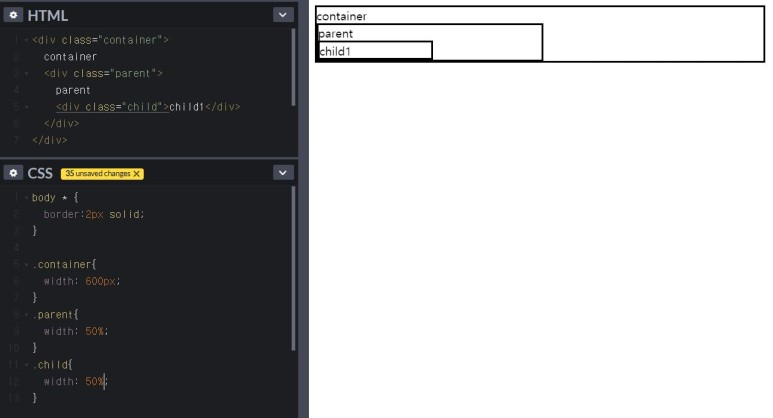 HTML
1 <div class="container">
2 container
3 <div class="parent">
4 parent
5 <div class="child">child1</div>
6 </div>
7 </div>
CSS 35 unsaved changes X
1 body * {
2 border:2px solid;
3 }
4
5 .container{
6 width: 600px;
7 }
8 .parent{
9 width: 50%;
10 }
11 .child{
12 width: 50%;
13 }
container
parent
child1